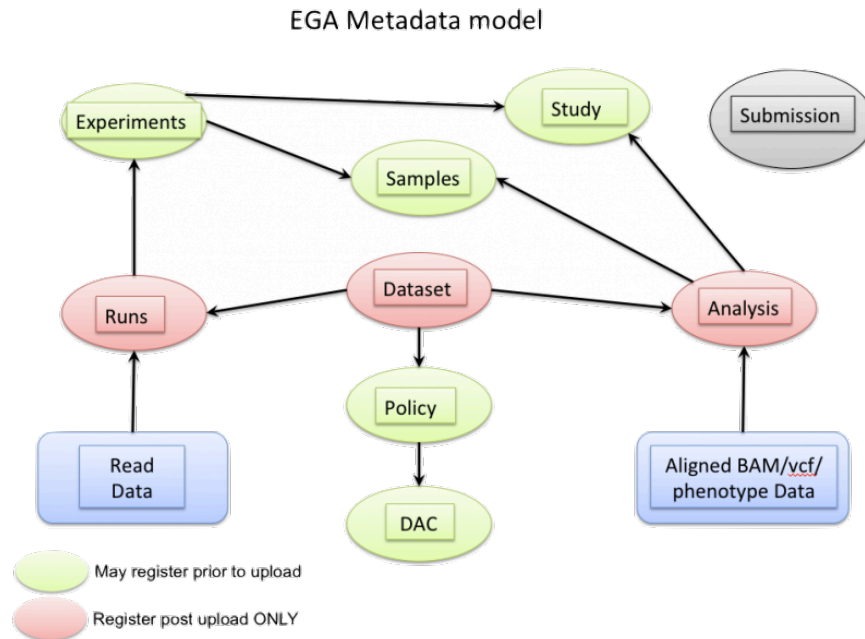 EGA Metadata model
Experiments
Study
Submission
Samples
Runs
Dataset
Analysis
Policy
Read
Data
Aligned BAM/vcf/
phenotype Data
DAC
May register prior to upload
Register post upload ONLY